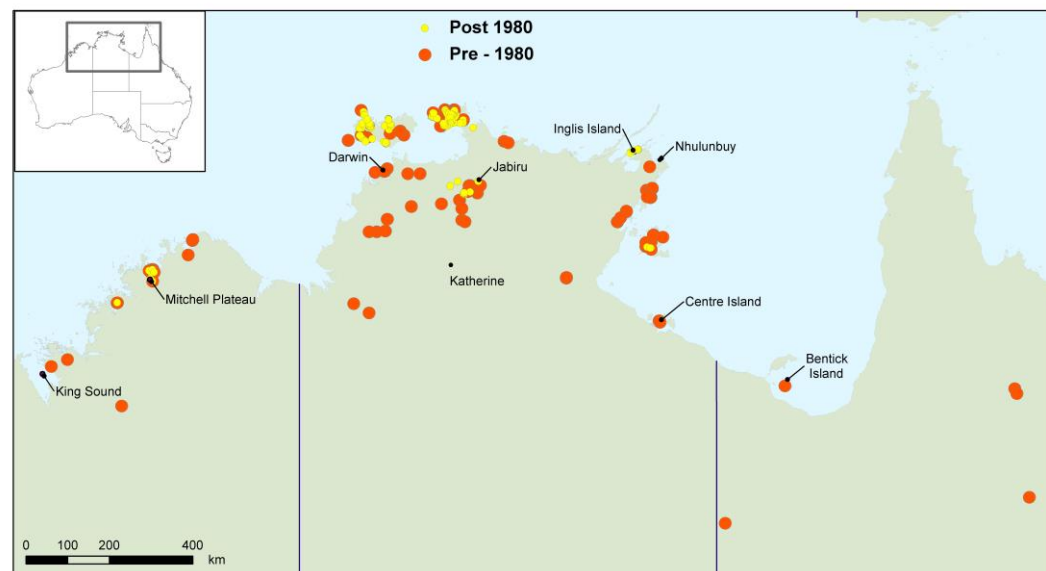 Post 1980
Pre - 1980
Inglis Island
Nhulunbuy
Darwin
Jabiru
Katherine
Mitchell Plateau
Centre Island
Bentick
Island
King Sound
0 100 200 400
km